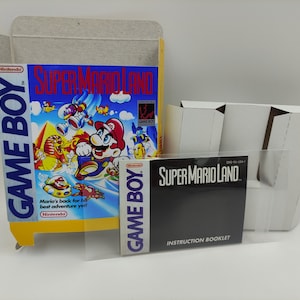 Nintendo
GAME BOY
SUPER MARIO LAND
Mario's back for his
best adventure yet!
Nintendo
GAME BOY
SUPER MARIO LAND
INSTRUCTION BOOKLET